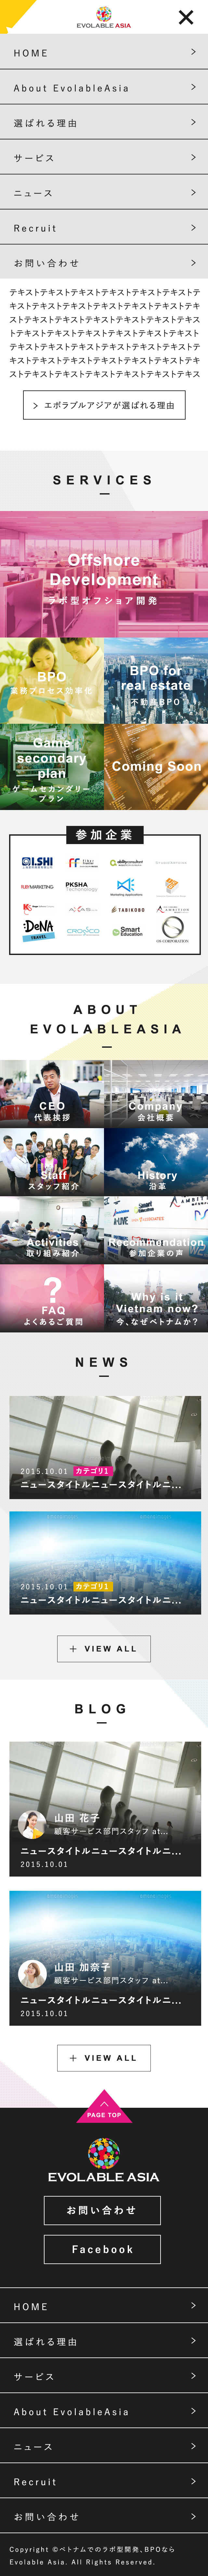 EVOLABLE ASIA
HOME
About EvolableAsia
選ばれる理由
サービス
ニュース
Recruit
お問い合わせ
テキストテキストテキストテキストテキストテキストテ
キストテキストテキストテキストテキストテキストテキ
ストテキストテキストテキストテキストテキストテキス
トテキストテキストテキストテキストテキストテキスト
テキストテキストテキストテキストテキストテキストテ
キストテキストテキストテキストテキストテキストテキ
ストテキストテキストテキストテキストテキストテキス
エボラブルアジアが選ばれる理由
SERVICES
Offshore
Development
ラボ型オフショア開発
BPO
業務プロセス効率化
BPO for
real estate
不動産BPO
Game
secondary
plan
ゲームセカンダリー
プラン
Coming Soon
参加企業
I.SHI
skillyconsultant
RUBY MARKETING
PKSHA
Technology
Marketing Applications
AMBITION
TABIKOBO
DeNA
TRAVEL
CROOCO
Smart
Education
VSI CORPORATION
ABOUT
EVOLABLEASIA
CEO
代表挨拶
Company
会社概要
Staff
スタッフ紹介
History
沿革
Activities
取り組み紹介
Recommendation
参加企業の声
?
FAQ
よくあるご質問
Why is it
Vietnam now?
今、なぜベトナムか？
NEWS
2015.10.01 カテゴリ1
ニュースタイトルニュースタイトルニ...
2015.10.01 カテゴリ1
ニュースタイトルニュースタイトルニ...
VIEW ALL
BLOG
山田 花子
顧客サービス部門スタッフ at...
ニュースタイトルニュースタイトルニ...
2015.10.01
山田 加奈子
顧客サービス部門スタッフ at...
ニュースタイトルニュースタイトルニ...
2015.10.01
VIEW ALL
PAGE TOP
EVOLABLE ASIA
お問い合わせ
Facebook
HOME
選ばれる理由
サービス
About EvolableAsia
ニュース
Recruit
お問い合わせ
Copyright ©ベトナムでのラボ型開発、BPOなら
Evolable Asia. All Rights Reserved.